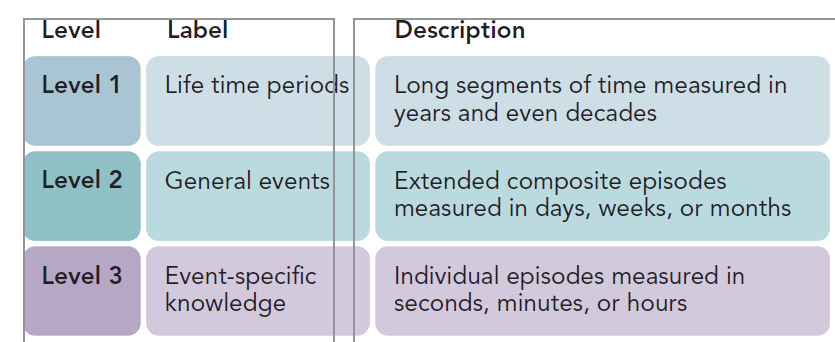 Level Label Description
Level 1 Life time periods Long segments of time measured in
years and even decades
Level 2 General events Extended composite episodes
measured in days, weeks, or months
Level 3 Event-specific Individual episodes measured in
knowledge seconds, minutes, or hours